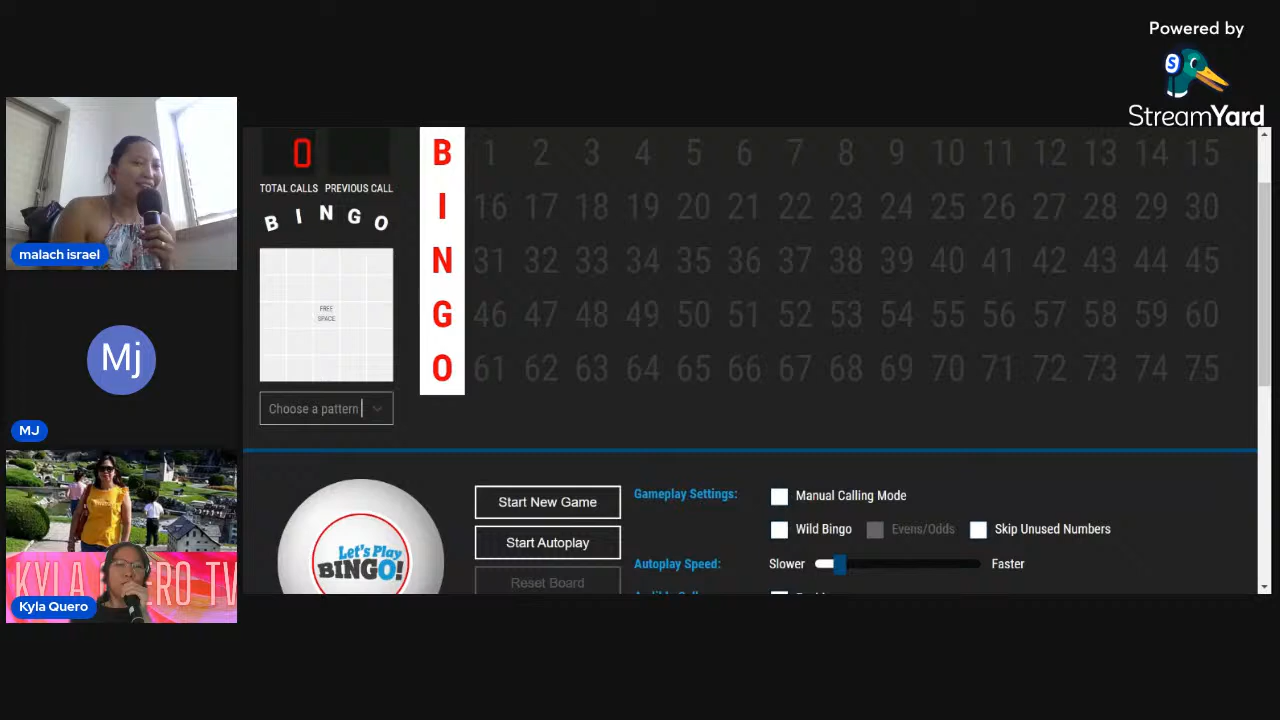 Powered by
StreamYard
malach israel
Mj
MJ
KYLA QUERO TV
Kyla Quero
0
TOTAL CALLS PREVIOUS CALL
B I N G O
FREE
SPACE
Choose a pattern
B 1 2 3 4 5 6 7 8 9 10 11 12 13 14 15
I 16 17 18 19 20 21 22 23 24 25 26 27 28 29 30
N 31 32 33 34 35 36 37 38 39 40 41 42 43 44 45
G 46 47 48 49 50 51 52 53 54 55 56 57 58 59 60
O 61 62 63 64 65 66 67 68 69 70 71 72 73 74 75
Let's Play
BINGO!
Start New Game
Start Autoplay
Reset Board
Gameplay Settings: Manual Calling Mode
Wild Bingo Evens/Odds Skip Unused Numbers
Autoplay Speed: Slower Faster